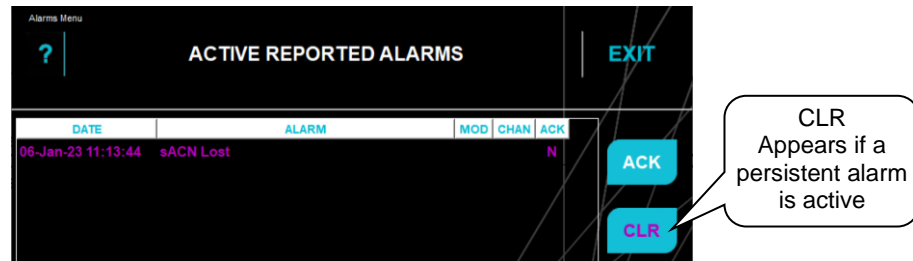 Alarms Menu
? ACTIVE REPORTED ALARMS EXIT
DATE ALARM MOD CHAN ACK
06-Jan-23 11:13:44 sACN Lost N
ACK
CLR
CLR
Appears if a
persistent alarm
is active